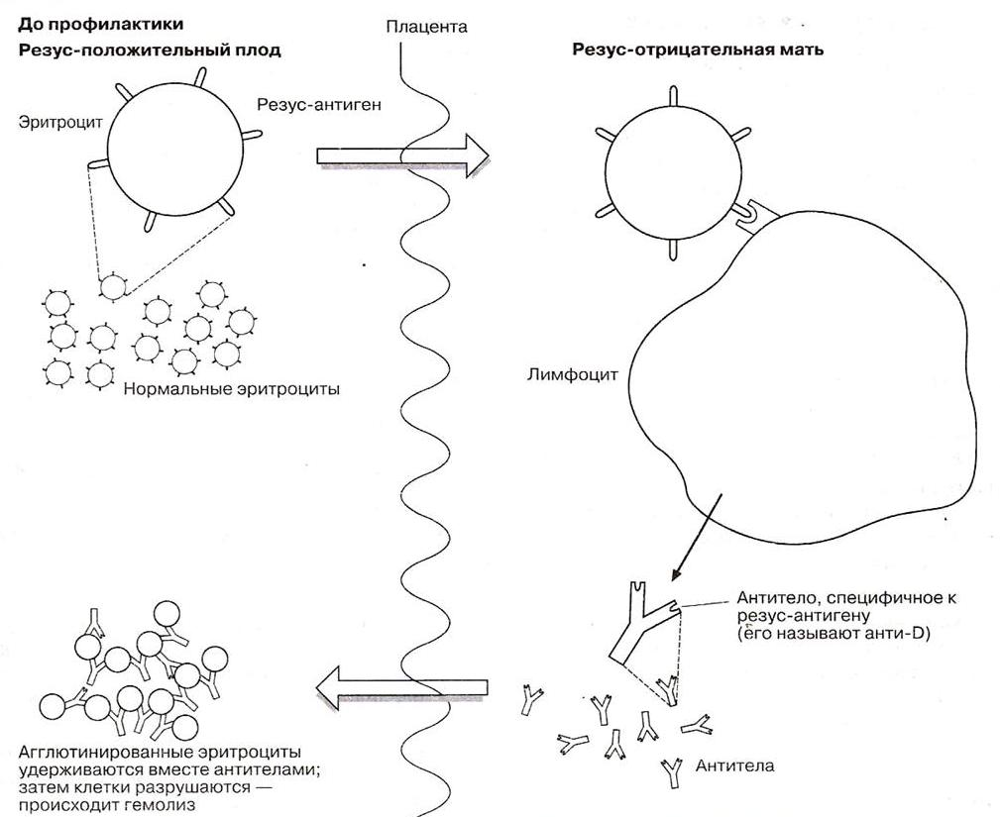 До профилактики
Резус-положительный плод
Плацента
Резус-отрицательная мать
Эритроцит
Резус-антиген
Нормальные эритроциты
Лимфоцит
Антитело, специфичное к
резус-антигену
(его называют анти-D)
Антитела
Агглютинированные эритроциты
удерживаются вместе антителами;
затем клетки разрушаются —
происходит гемолиз